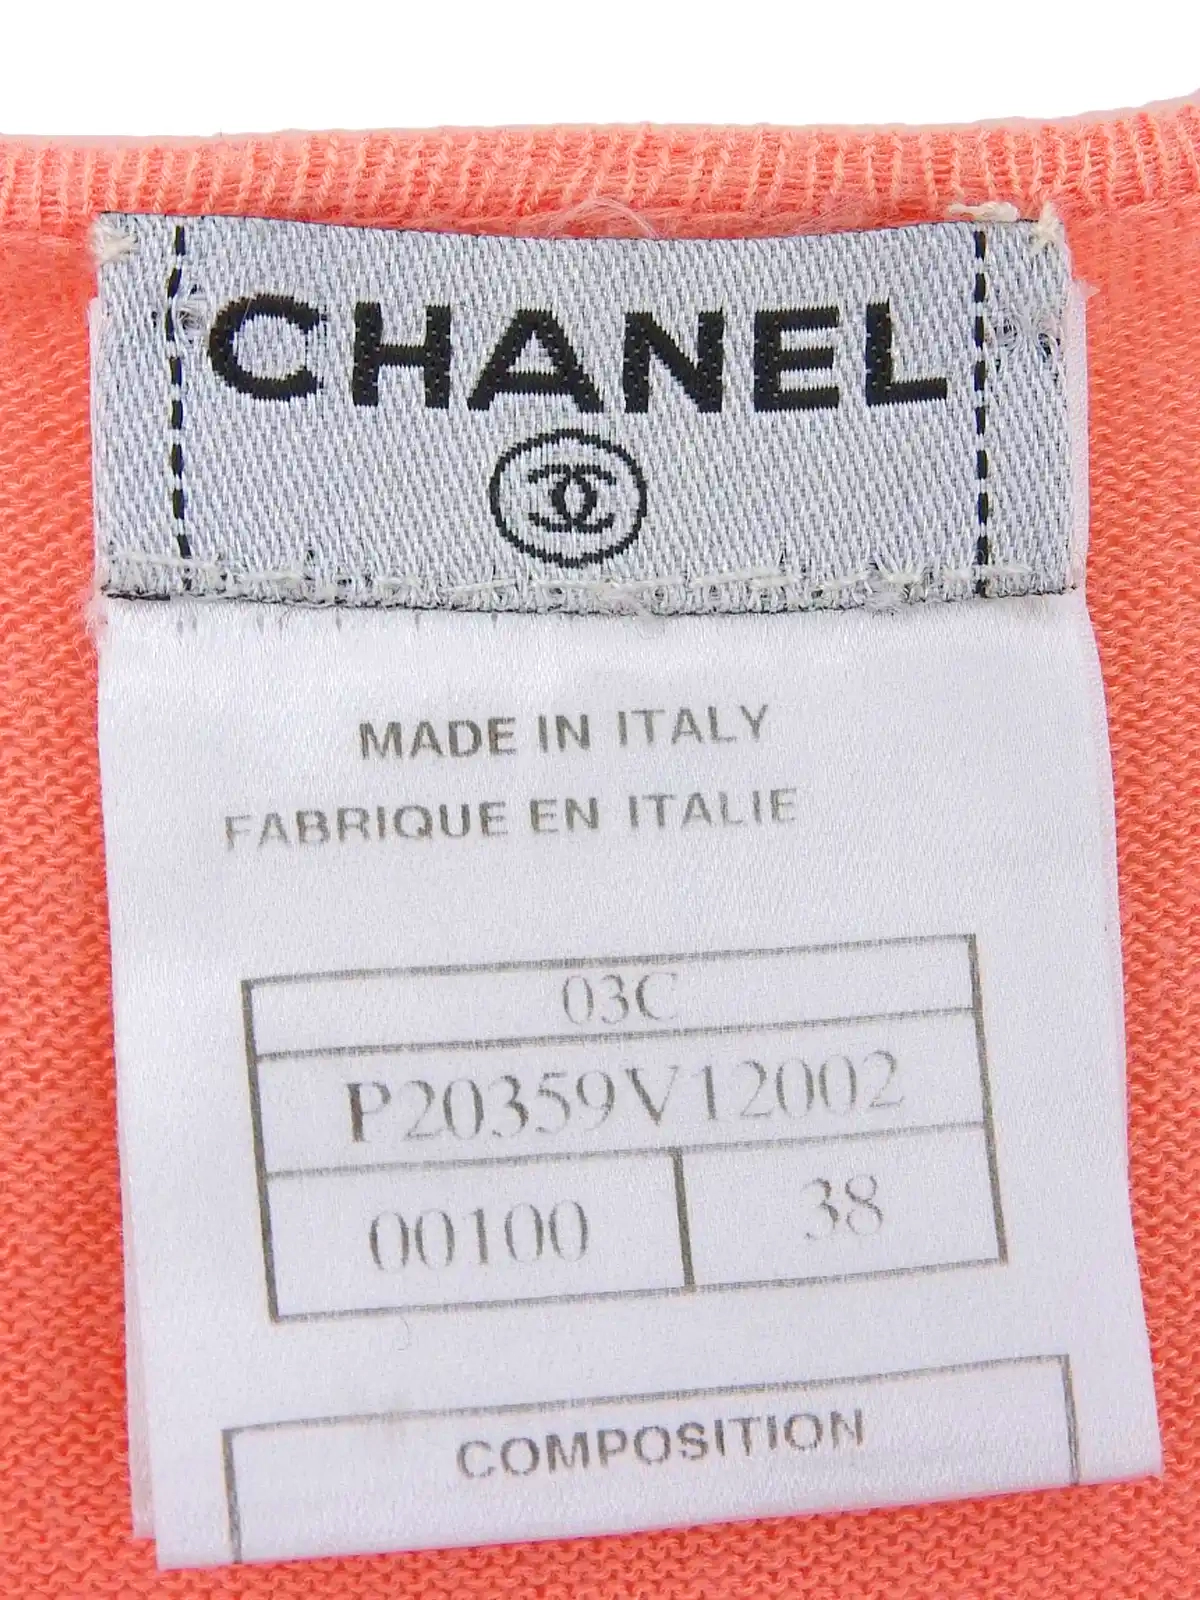 CHANEL
MADE IN ITALY
FABRIQUE EN ITALIE
03C
P20359V12002
00100 38
COMPOSITION